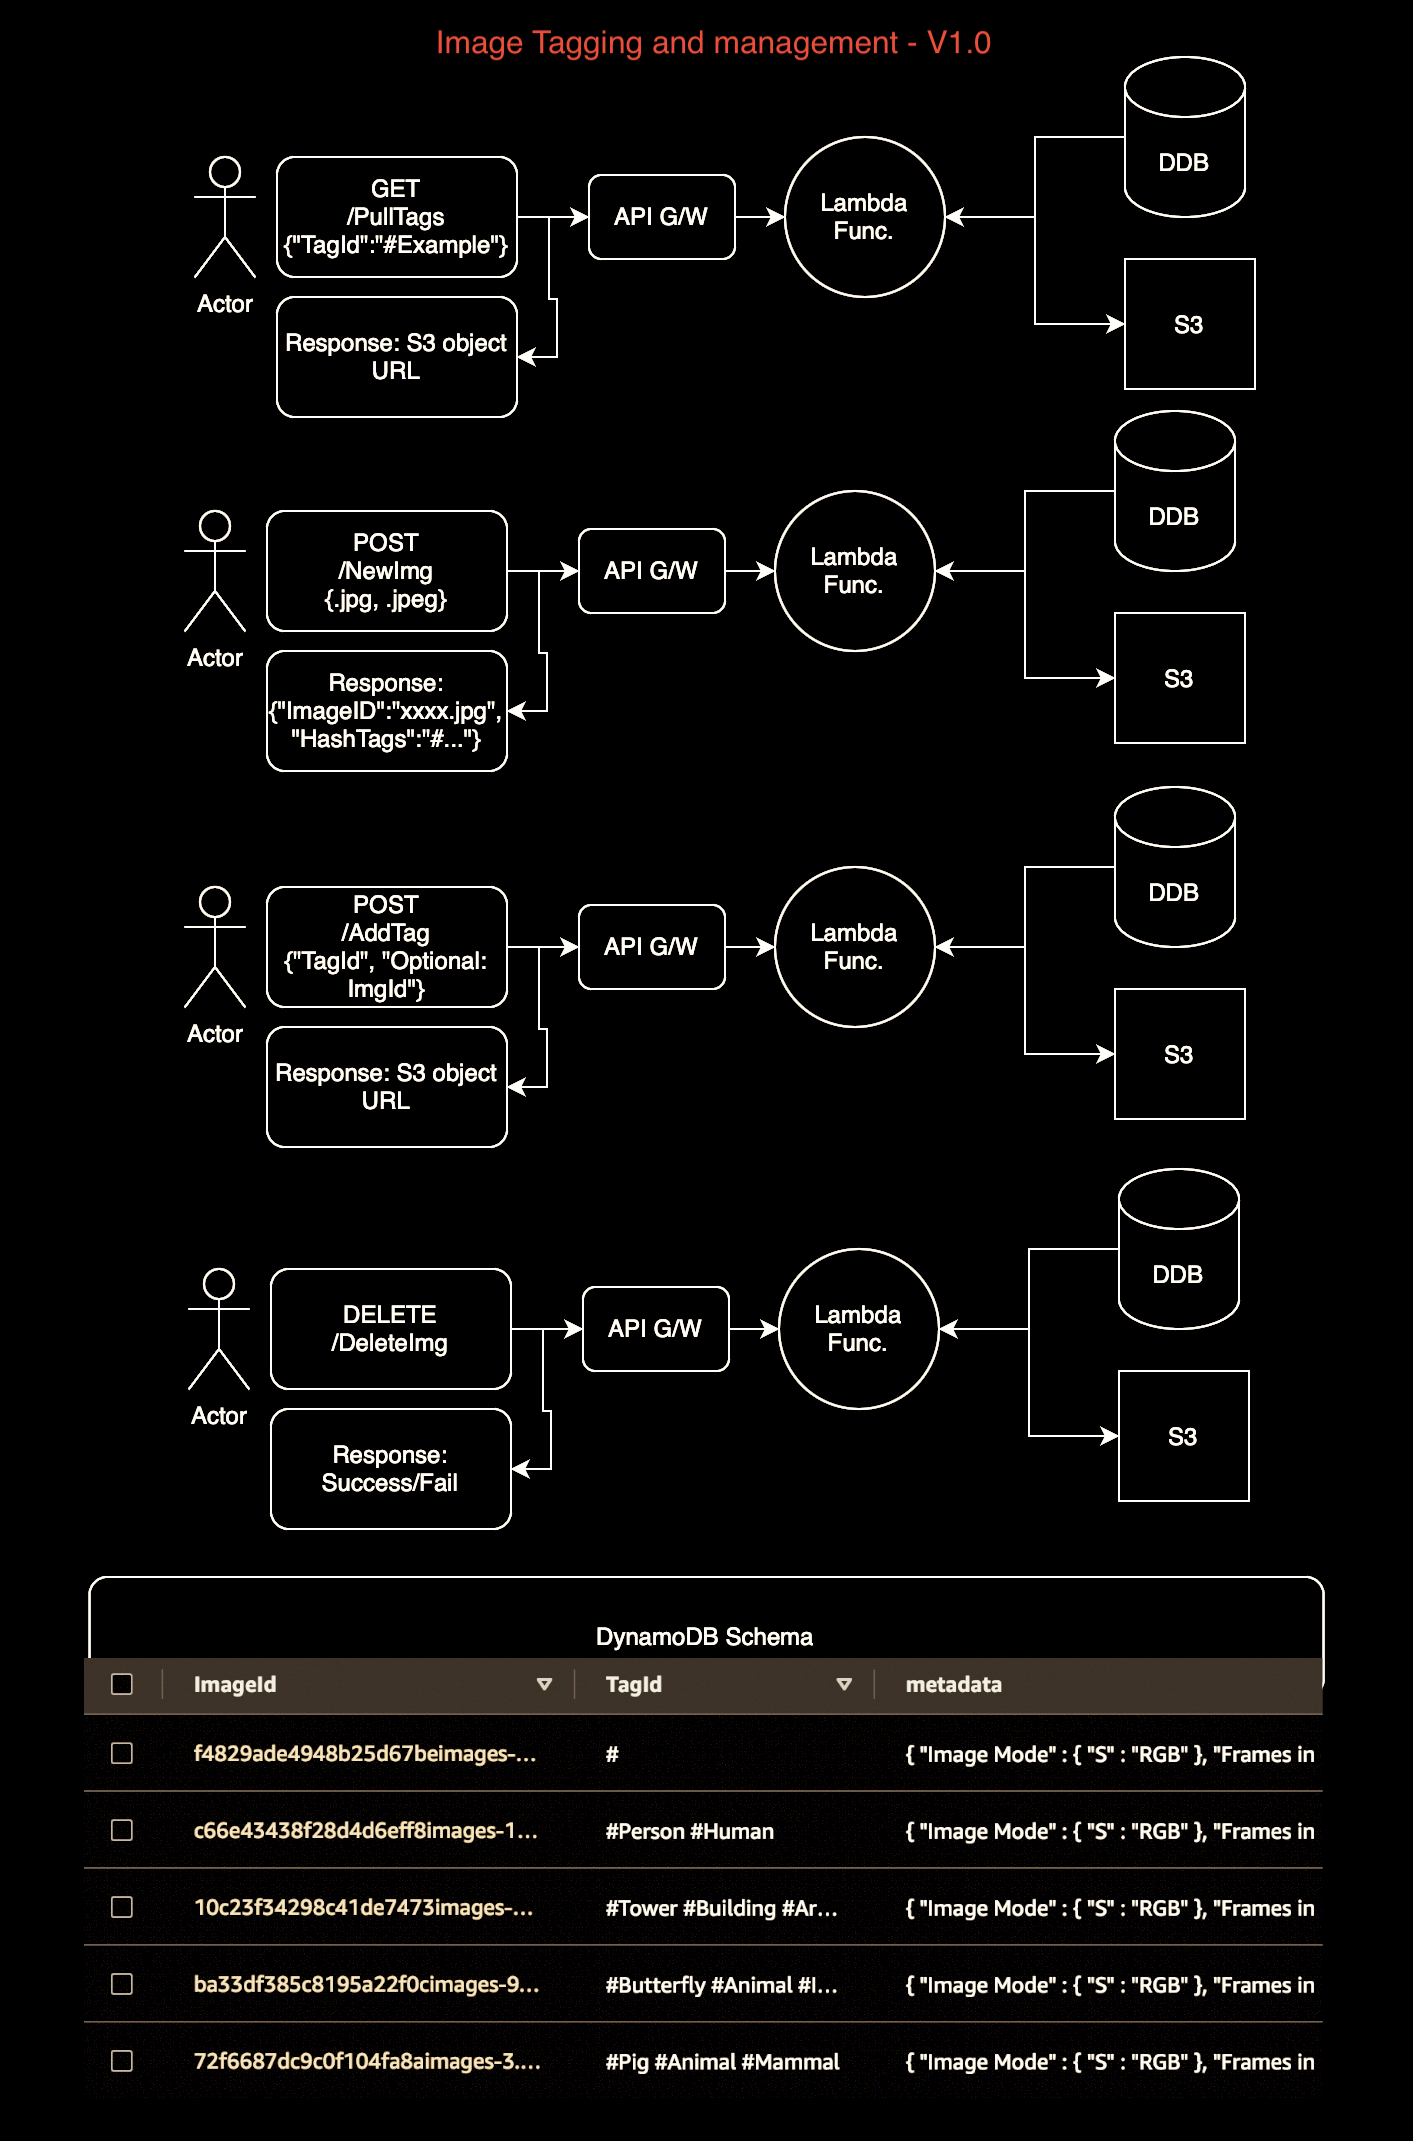 Image Tagging and management - V1.0
DDB
GET
/PullTags
{"TagId":"#Example"}
API G/W
Lambda
Func.
Actor
Response: S3 object
URL
S3
DDB
POST
/NewImg
{.jpg, .jpeg}
API G/W
Lambda
Func.
Actor
Response:
{"ImageID":"xxxx.jpg",
"HashTags":"#..."}
S3
DDB
POST
/AddTag
{"TagId", "Optional:
ImgId"}
API G/W
Lambda
Func.
Actor
Response: S3 object
URL
S3
DDB
DELETE
/DeleteImg
API G/W
Lambda
Func.
Actor
Response:
Success/Fail
S3
DynamoDB Schema
ImageId TagId metadata
f4829ade4948b25d67beimages-... # { "Image Mode" : { "S" : "RGB" }, "Frames in
c66e43438f28d4d6eff8images-1... #Person #Human { "Image Mode" : { "S" : "RGB" }, "Frames in
10c23f34298c41de7473images-... #Tower #Building #Ar... { "Image Mode" : { "S" : "RGB" }, "Frames in
ba33df385c8195a22f0cimages-9... #Butterfly #Animal #I... { "Image Mode" : { "S" : "RGB" }, "Frames in
72f6687dc9c0f104fa8aimages-3.... #Pig #Animal #Mammal { "Image Mode" : { "S" : "RGB" }, "Frames in